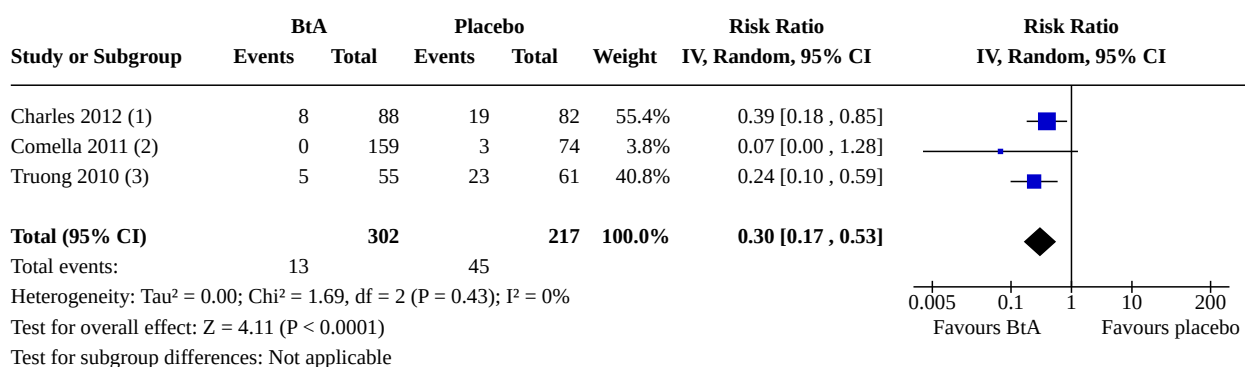 BtA Placebo Risk Ratio Risk Ratio
Study or Subgroup Events Total Events Total Weight IV, Random, 95% CI IV, Random, 95% CI
Charles 2012 (1) 8 88 19 82 55.4% 0.39 [0.18 , 0.85]
Comella 2011 (2) 0 159 3 74 3.8% 0.07 [0.00 , 1.28]
Truong 2010 (3) 5 55 23 61 40.8% 0.24 [0.10 , 0.59]
Total (95% CI) 302 217 100.0% 0.30 [0.17 , 0.53]
Total events: 13 45
Heterogeneity: Tau² = 0.00; Chi² = 1.69, df = 2 (P = 0.43); I² = 0%
Test for overall effect: Z = 4.11 (P < 0.0001)
Test for subgroup differences: Not applicable
0.005 0.1 1 10 200
Favours BtA Favours placebo